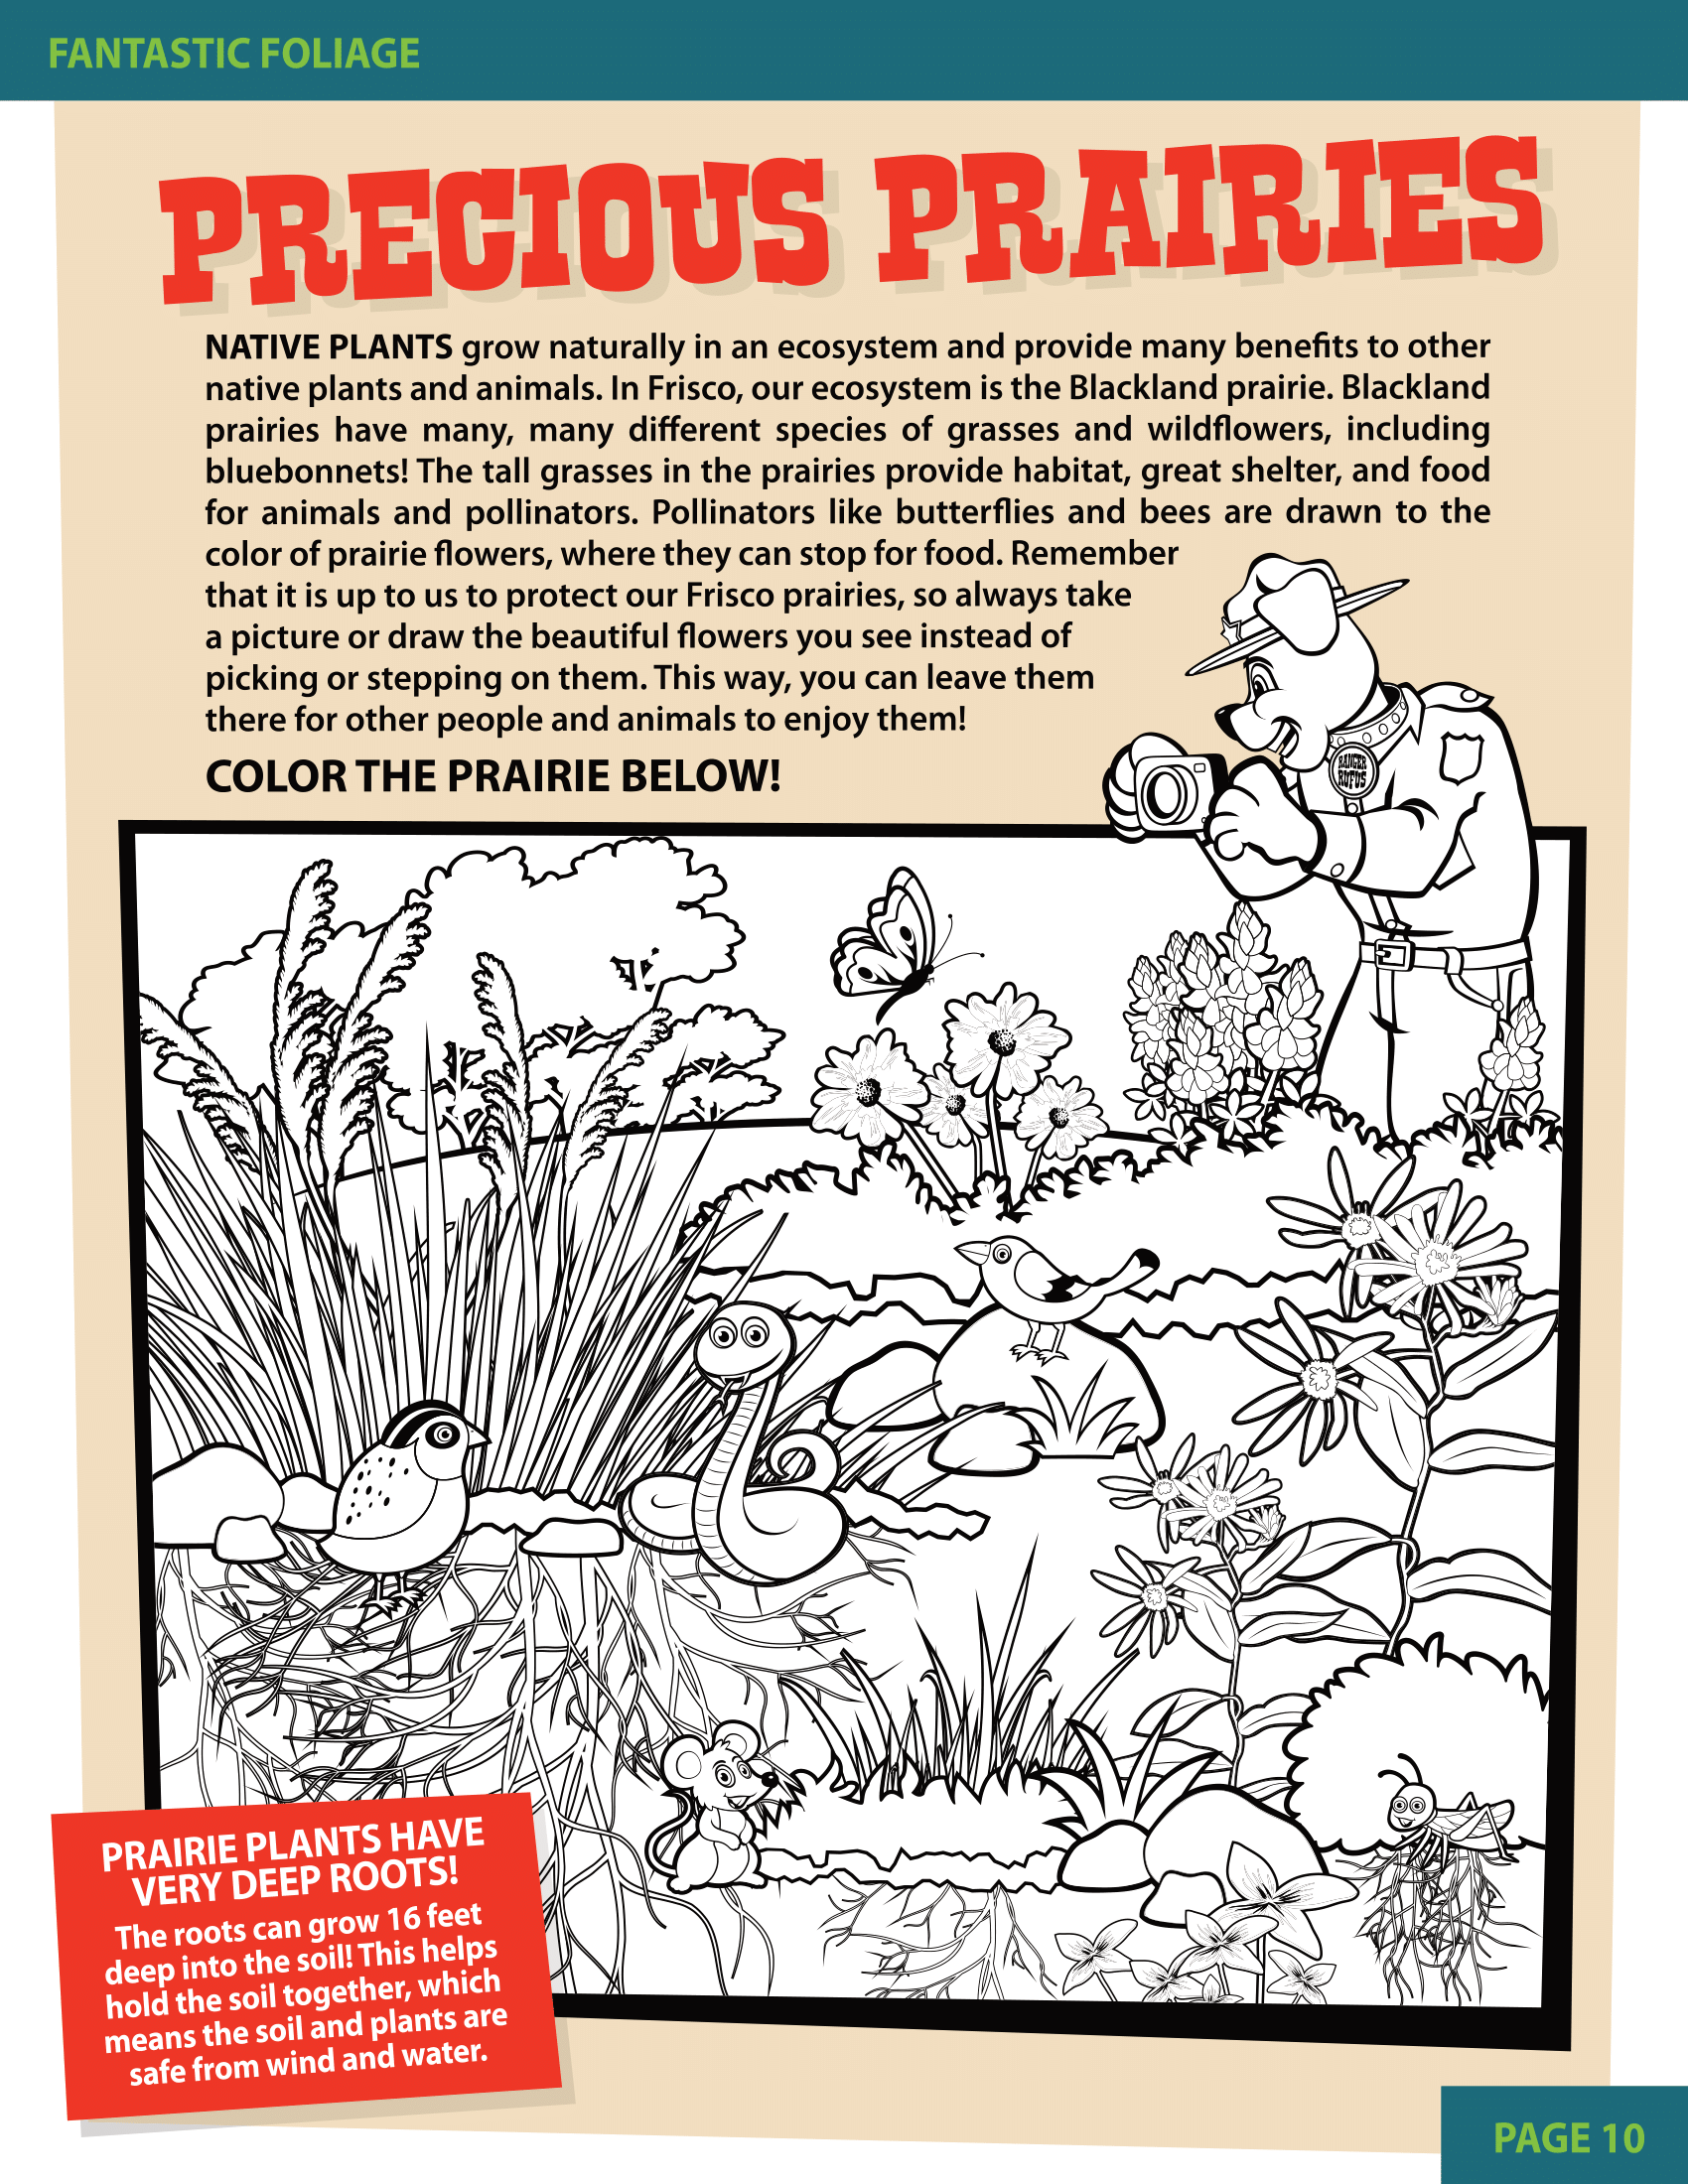 FANTASTIC FOLIAGE
PRECIOUS PRAIRIES
NATIVE PLANTS grow naturally in an ecosystem and provide many benefits to other
native plants and animals. In Frisco, our ecosystem is the Blackland prairie. Blackland
prairies have many, many different species of grasses and wildflowers, including
bluebonnets! The tall grasses in the prairies provide habitat, great shelter, and food
for animals and pollinators. Pollinators like butterflies and bees are drawn to the
color of prairie flowers, where they can stop for food. Remember
that it is up to us to protect our Frisco prairies, so always take
a picture or draw the beautiful flowers you see instead of
picking or stepping on them. This way, you can leave them
there for other people and animals to enjoy them!
COLOR THE PRAIRIE BELOW!
RANGER
RUFUS
PRAIRIE PLANTS HAVE
VERY DEEP ROOTS!
The roots can grow 16 feet
deep into the soil! This helps
hold the soil together, which
means the soil and plants are
safe from wind and water.
PAGE 10